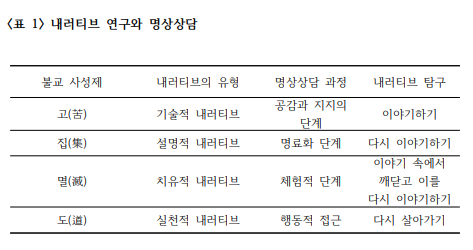 <표 1> 내러티브 연구와 명상상담
불교 사성제 내러티브의 유형 명상상담 과정 내러티브 탐구
고(苦) 기술적 내러티브 공감과 지지의 단계 이야기하기
집(集) 설명적 내러티브 명료화 단계 다시 이야기하기
멸(滅) 치유적 내러티브 체험적 단계 이야기 속에서 깨닫고 이를 다시 이야기하기
도(道) 실천적 내러티브 행동적 접근 다시 살아가기